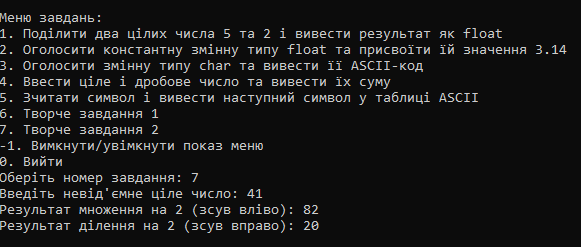 Меню завдань:
1. Поділити два цілих числа 5 та 2 і вивести результат як float
2. Оголосити константну змінну типу float та присвоїти їй значення 3.14
3. Оголосити змінну типу char та вивести її ASCII-код
4. Ввести ціле і дробове число та вивести їх суму
5. Зчитати символ і вивести наступний символ у таблиці ASCII
6. Творче завдання 1
7. Творче завдання 2
-1. Вимкнути/увімкнути показ меню
0. Вийти
Оберіть номер завдання: 7
Введіть невід'ємне ціле число: 41
Результат множення на 2 (зсув вліво): 82
Результат ділення на 2 (зсув вправо): 20